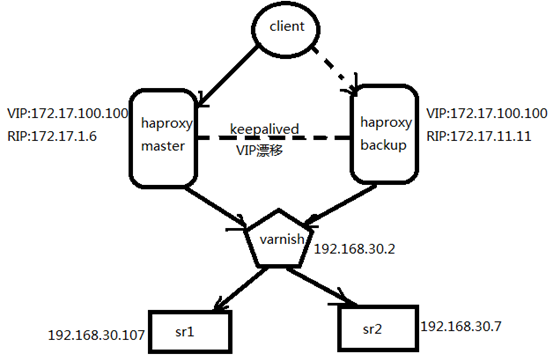 client
VIP:172.17.100.100
RIP:172.17.1.6
haproxy
master
keepalived
VIP漂移
haproxy
backup
VIP:172.17.100.100
RIP:172.17.11.11
varnish
192.168.30.2
192.168.30.107
sr1
sr2
192.168.30.7